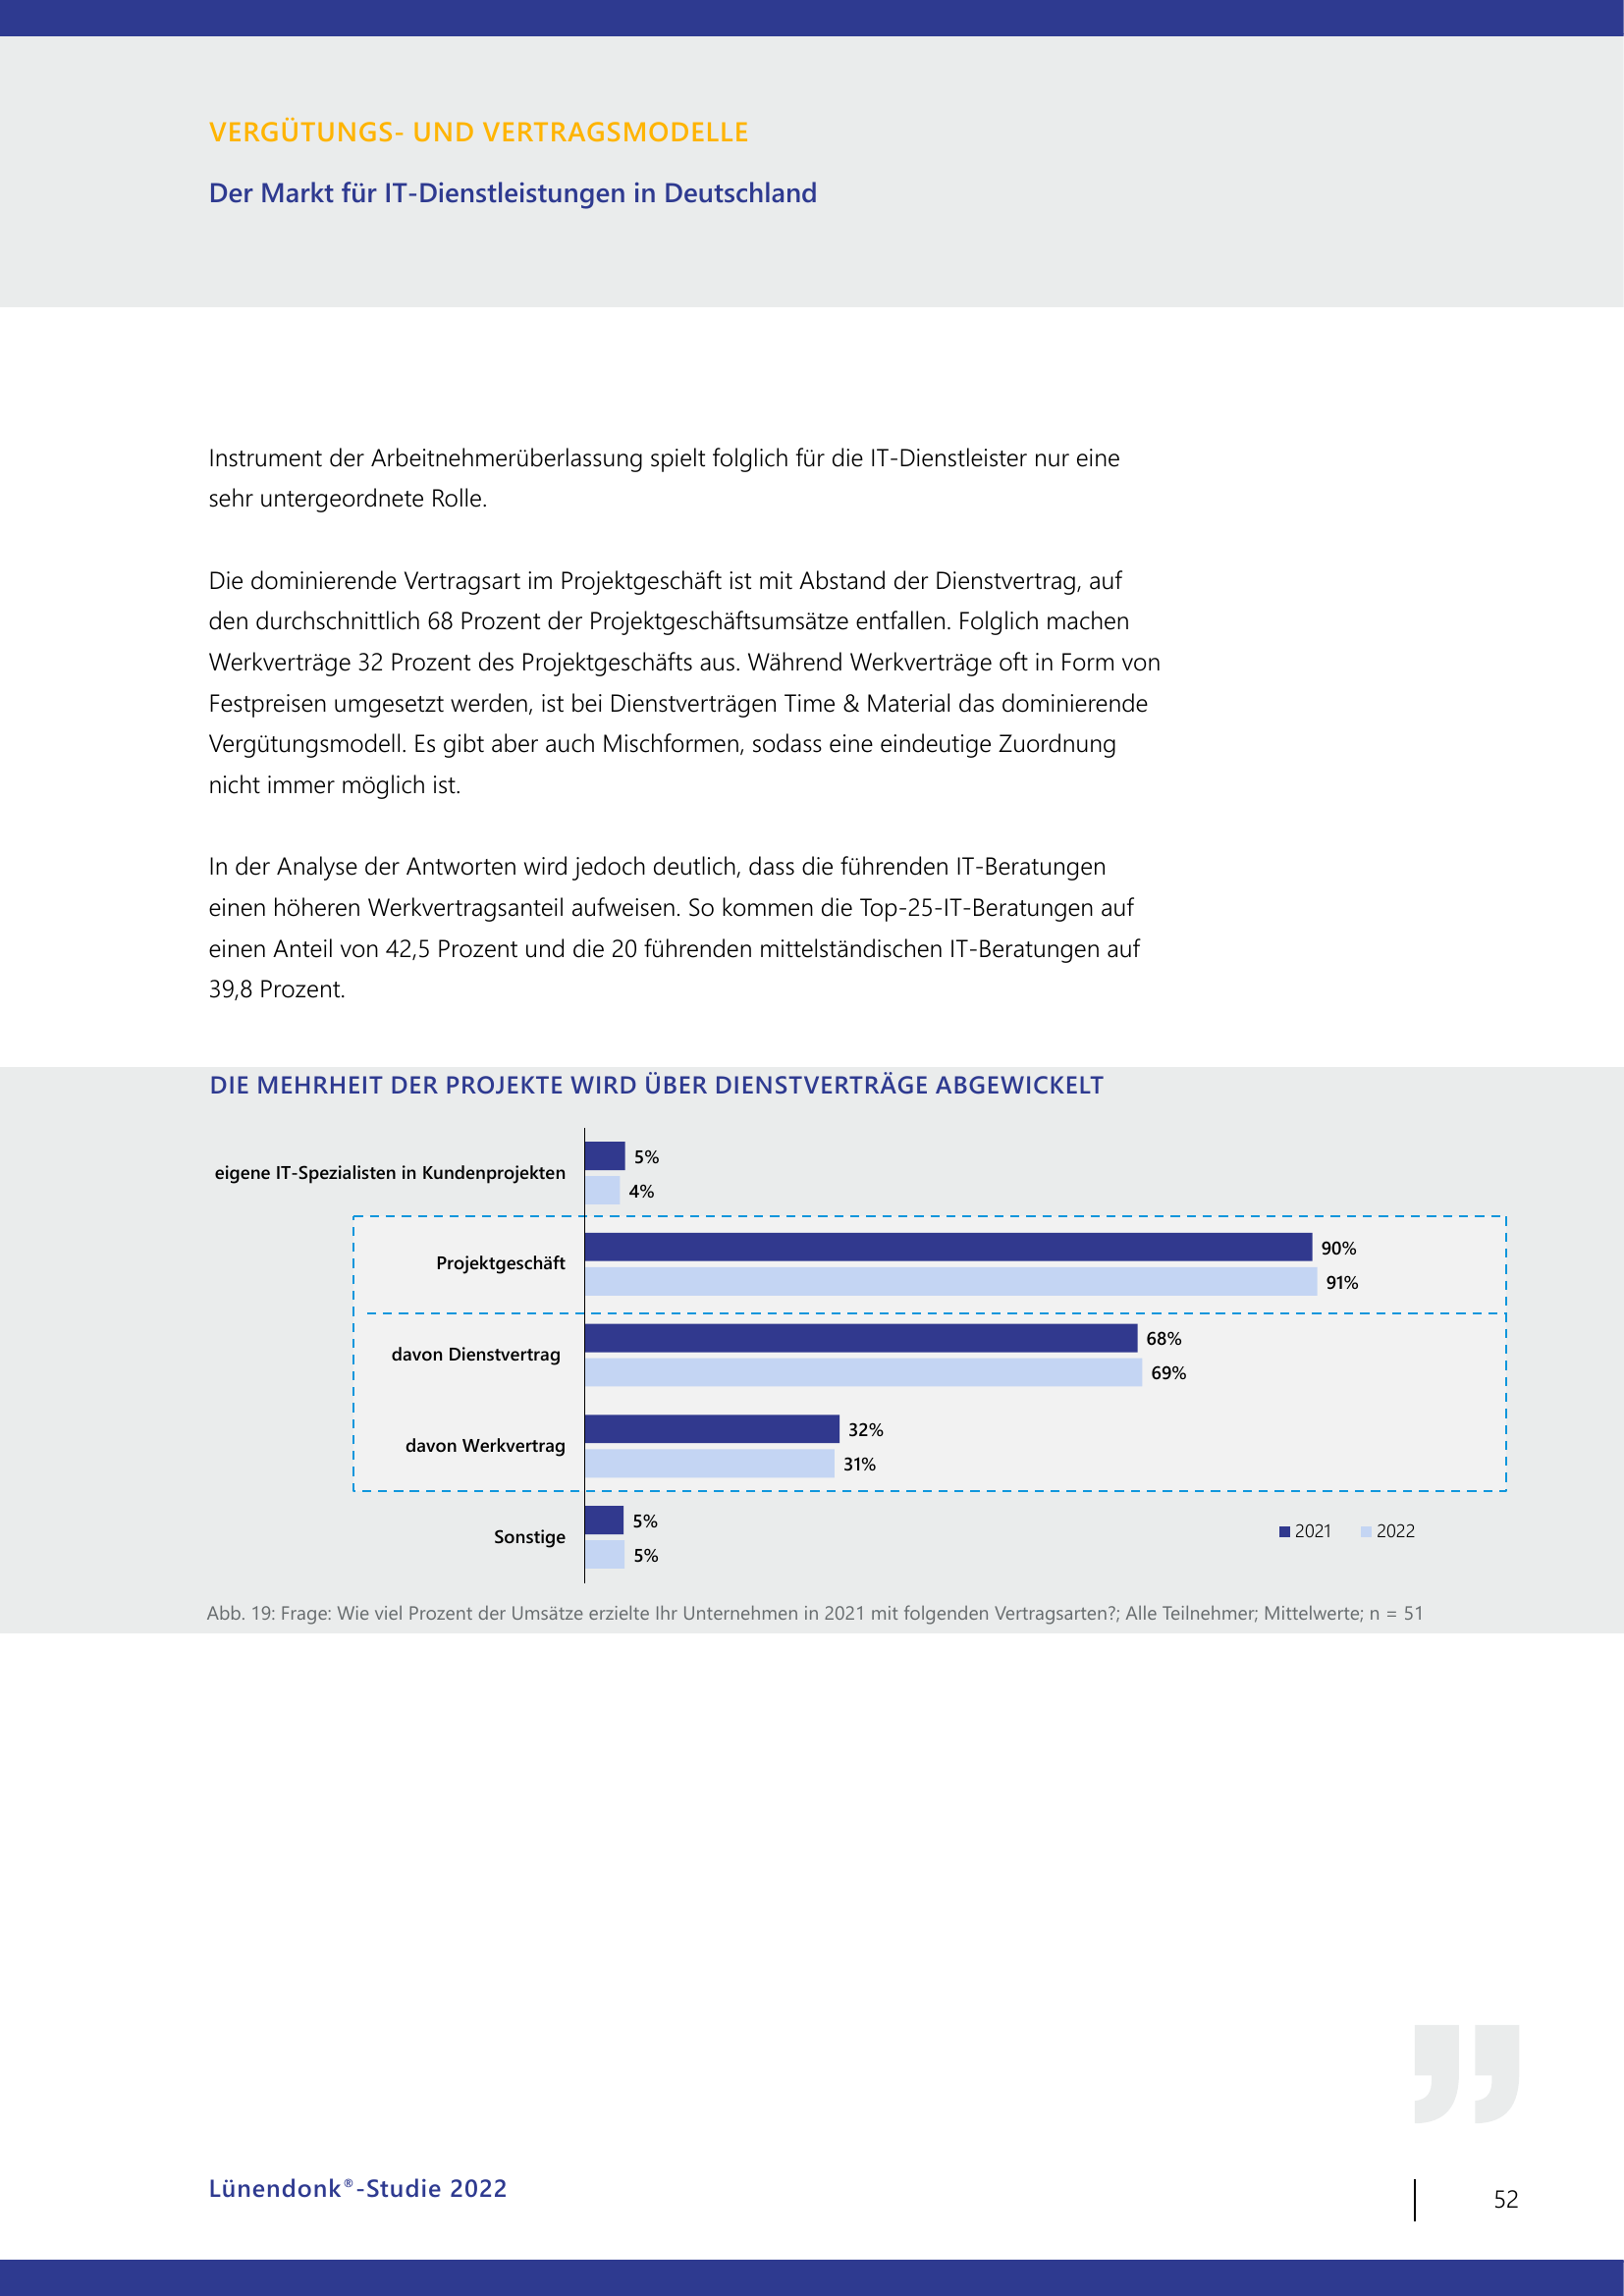 VERGÜTUNGS- UND VERTRAGSMODELLE
Der Markt für IT-Dienstleistungen in Deutschland
Instrument der Arbeitnehmerüberlassung spielt folglich für die IT-Dienstleister nur eine
sehr untergeordnete Rolle.
Die dominierende Vertragsart im Projektgeschäft ist mit Abstand der Dienstvertrag, auf
den durchschnittlich 68 Prozent der Projektgeschäftsumsätze entfallen. Folglich machen
Werkverträge 32 Prozent des Projektgeschäfts aus. Während Werkverträge oft in Form von
Festpreisen umgesetzt werden, ist bei Dienstverträgen Time & Material das dominierende
Vergütungsmodell. Es gibt aber auch Mischformen, sodass eine eindeutige Zuordnung
nicht immer möglich ist.
In der Analyse der Antworten wird jedoch deutlich, dass die führenden IT-Beratungen
einen höheren Werkvertragsanteil aufweisen. So kommen die Top-25-IT-Beratungen auf
einen Anteil von 42,5 Prozent und die 20 führenden mittelständischen IT-Beratungen auf
39,8 Prozent.
DIE MEHRHEIT DER PROJEKTE WIRD ÜBER DIENSTVERTRÄGE ABGEWICKELT
eigene IT-Spezialisten in Kundenprojekten
5%
4%
Projektgeschäft
90%
91%
davon Dienstvertrag
68%
69%
davon Werkvertrag
32%
31%
Sonstige
5%
5%
2021 2022
Abb. 19: Frage: Wie viel Prozent der Umsätze erzielte Ihr Unternehmen in 2021 mit folgenden Vertragsarten?; Alle Teilnehmer; Mittelwerte; n = 51
Lünendonk®-Studie 2022
52